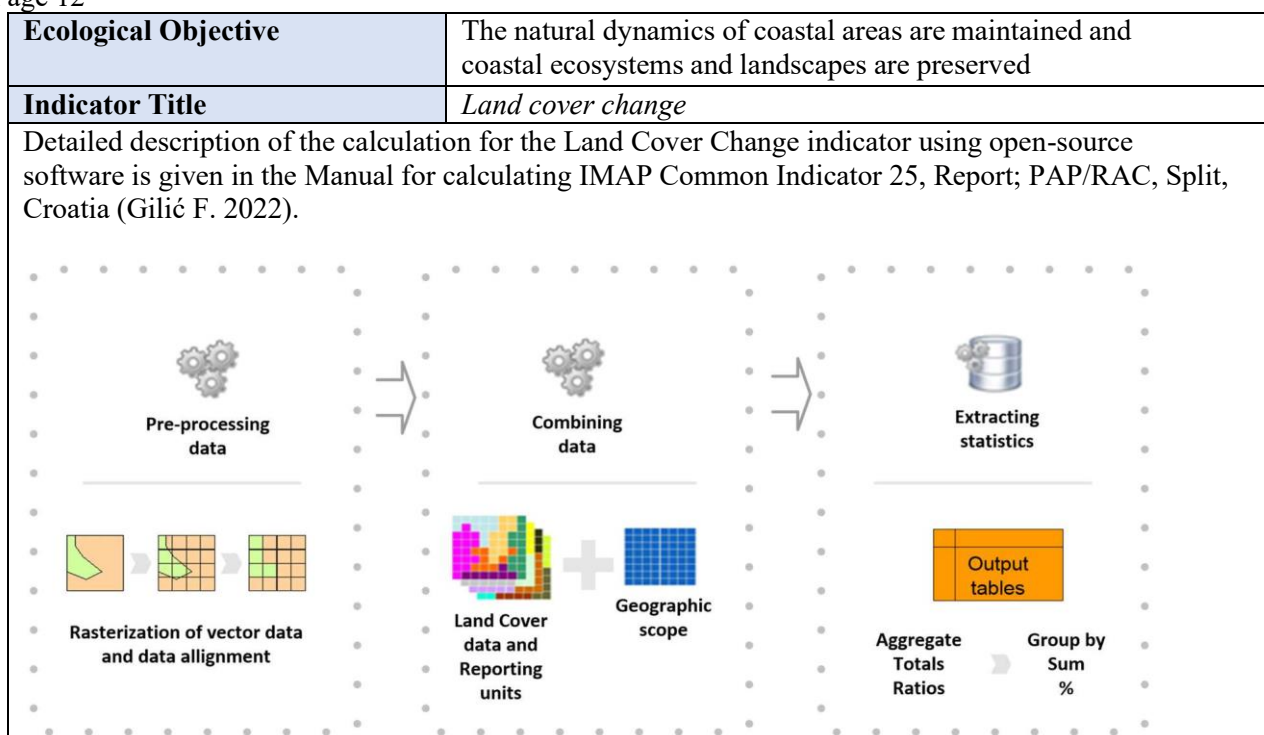 age 12
Ecological Objective
The natural dynamics of coastal areas are maintained and
coastal ecosystems and landscapes are preserved
Indicator Title
Land cover change
Detailed description of the calculation for the Land Cover Change indicator using open-source
software is given in the Manual for calculating IMAP Common Indicator 25, Report; PAP/RAC, Split,
Croatia (Gilić F. 2022).
Pre-processing
data
Rasterization of vector data
and data allignment
Combining
data
Land Cover
data and
Reporting
units
Geographic
scope
Extracting
statistics
Output
tables
Aggregate
Totals
Ratios
Group by
Sum
%